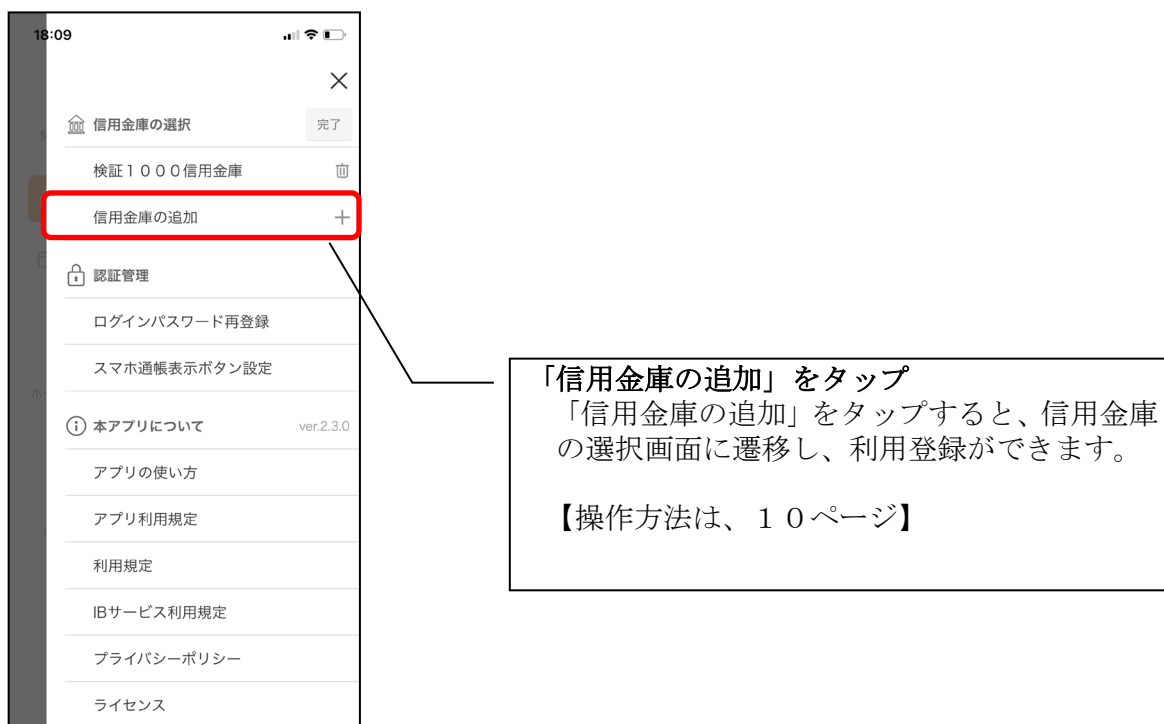 18:09
信用金庫の選択
完了
検証1000信用金庫
信用金庫の追加
認証管理
ログインパスワード再登録
スマホ通帳表示ボタン設定
本アプリについて
ver.2.3.0
アプリの使い方
アプリ利用規定
利用規定
IBサービス利用規定
プライバシーポリシー
ライセンス
「信用金庫の追加」をタップ
「信用金庫の追加」をタップすると、信用金庫
の選択画面に遷移し、利用登録ができます。
【操作方法は、10ページ】